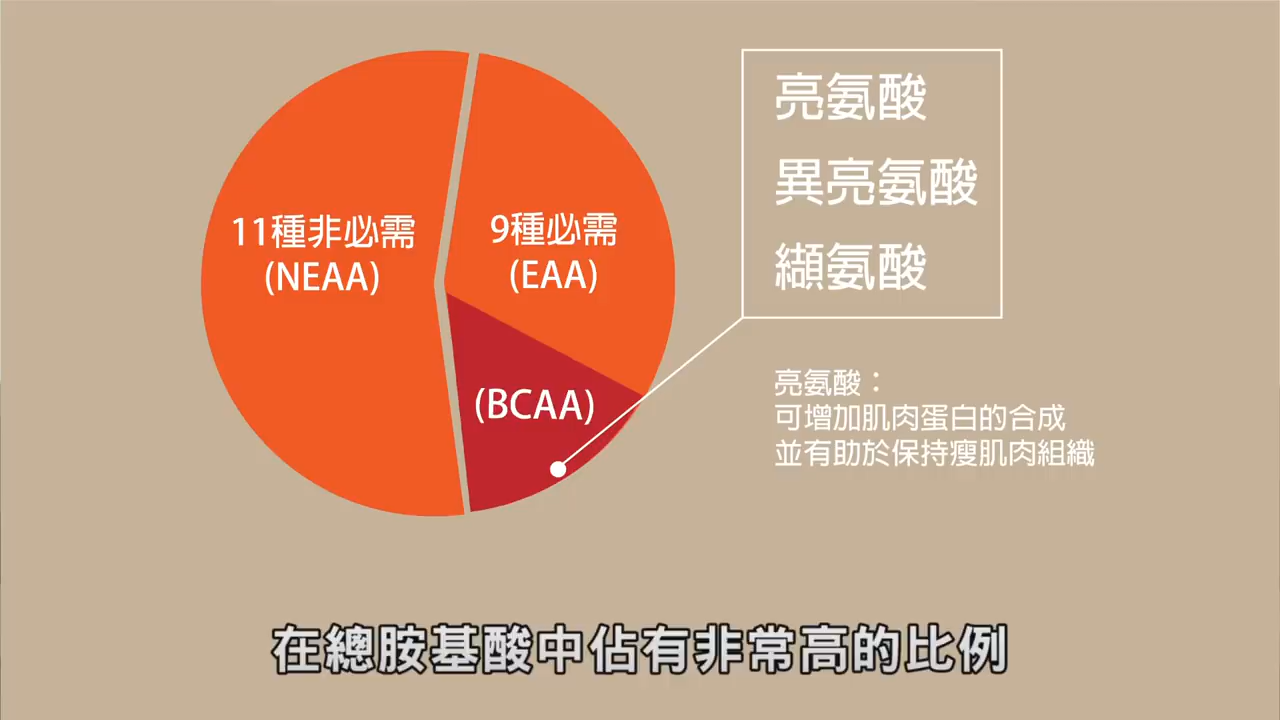 11種非必需
(NEAA)
9種必需
(EAA)
(BCAA)
亮氨酸
異亮氨酸
纈氨酸
亮氨酸：
可增加肌肉蛋白的合成
並有助於保持瘦肌肉組織
在總胺基酸中佔有非常高的比例